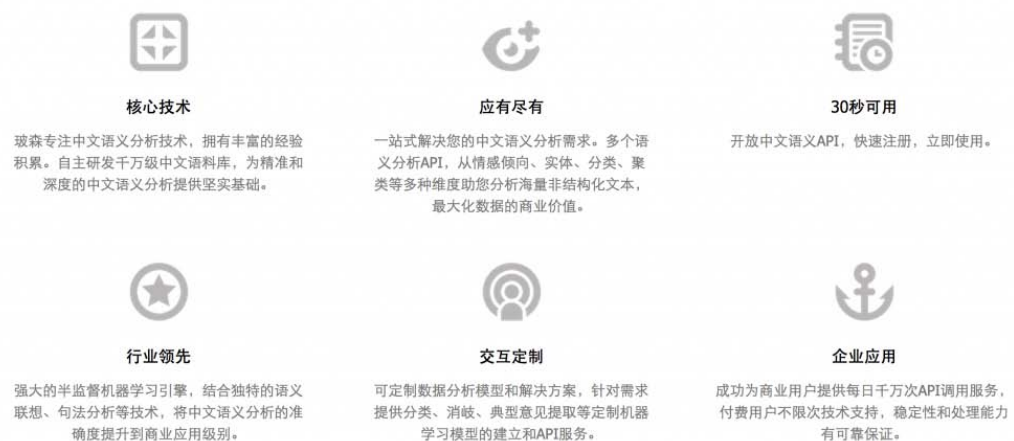 核心技术
玻森专注中文语义分析技术，拥有丰富的经验
积累。自主研发千万级中文语料库，为精准和
深度的中文语义分析提供坚实基础。
应有尽有
一站式解决您的中文语义分析需求。多个语
义分析API，从情感倾向、实体、分类、聚
类等多种维度助您分析海量非结构化文本，
最大化数据的商业价值。
30秒可用
开放中文语义API，快速注册，立即使用。
行业领先
强大的半监督机器学习引擎，结合独特的语义
联想、句法分析等技术，将中文语义分析的准
确度提升到商业应用级别。
交互定制
可定制数据分析模型和解决方案，针对需求
提供分类、消岐、典型意见提取等定制机器
学习模型的建立和API服务。
企业应用
成功为商业用户提供每日千万次API调用服务，
付费用户不限次技术支持，稳定性和处理能力
有可靠保证。